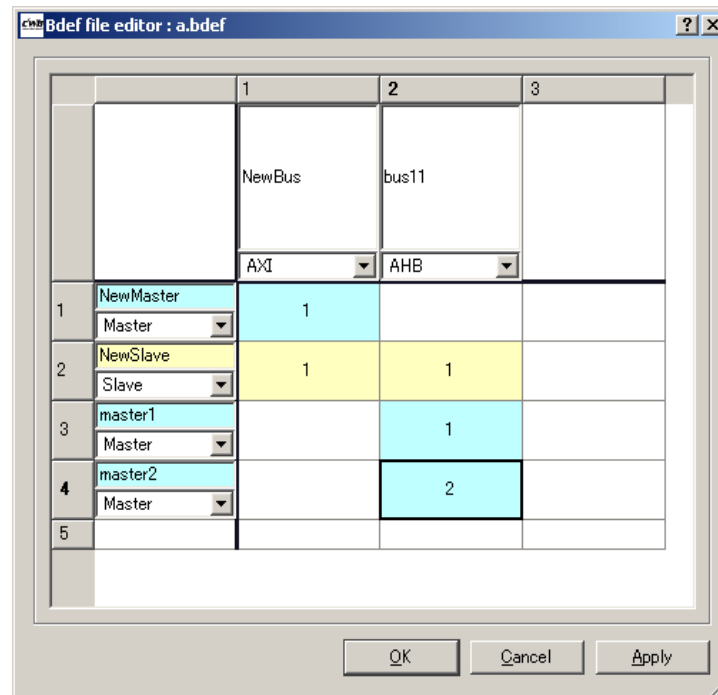 CWB Bdef file editor : a.bdef
1 2 3
NewBus bus11
AXI AHB
1 NewMaster 1
Master
2 NewSlave 1 1
Slave
3 master1 1
Master
4 master2 2
Master
5
OK Cancel Apply